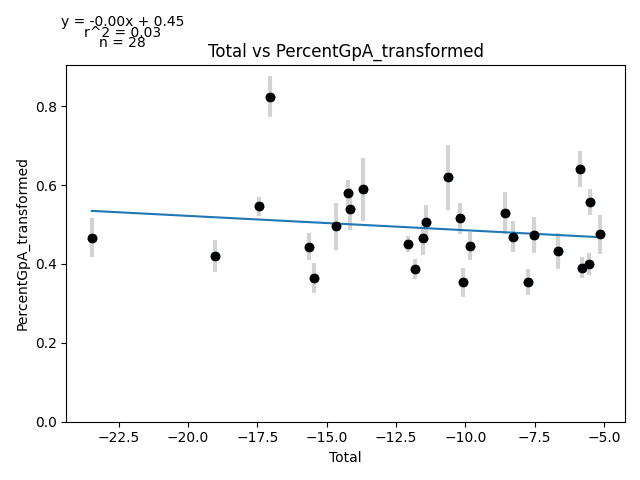 y = -0.00x + 0.45
r^2 = 0.03
n = 28
Total vs PercentGpA_transformed
PercentGpA_transformed
0.8
0.6
0.4
0.2
0.0
−22.5 −20.0 −17.5 −15.0 −12.5 −10.0 −7.5 −5.0
Total